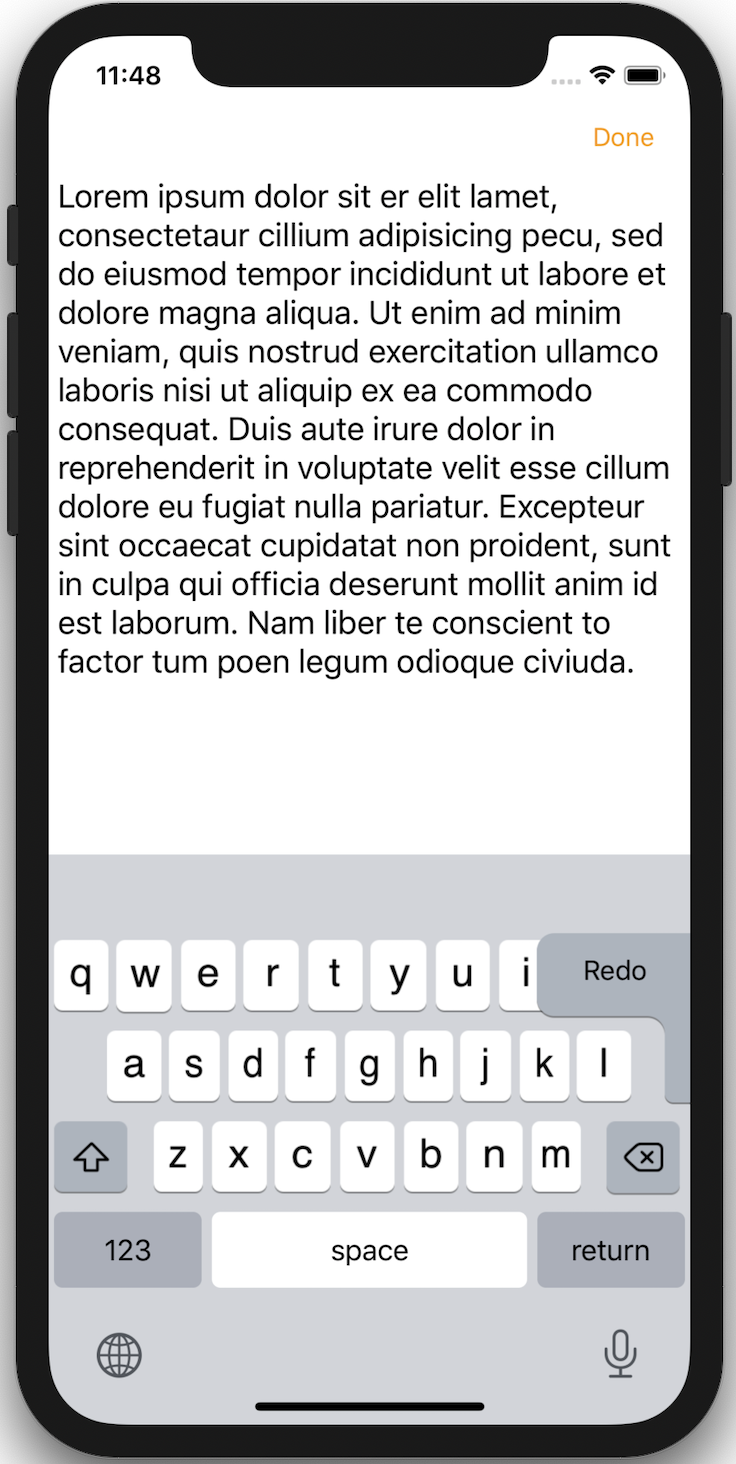 11:48
Done
Lorem ipsum dolor sit er elit lamet,
consectetaur cillium adipisicing pecu, sed
do eiusmod tempor incididunt ut labore et
dolore magna aliqua. Ut enim ad minim
veniam, quis nostrud exercitation ullamco
laboris nisi ut aliquip ex ea commodo
consequat. Duis aute irure dolor in
reprehenderit in voluptate velit esse cillum
dolore eu fugiat nulla pariatur. Excepteur
sint occaecat cupidatat non proident, sunt
in culpa qui officia deserunt mollit anim id
est laborum. Nam liber te conscient to
factor tum poen legum odioque civiuda.
q w e r t y u i Redo
a s d f g h j k l
z x c v b n m
123 space return